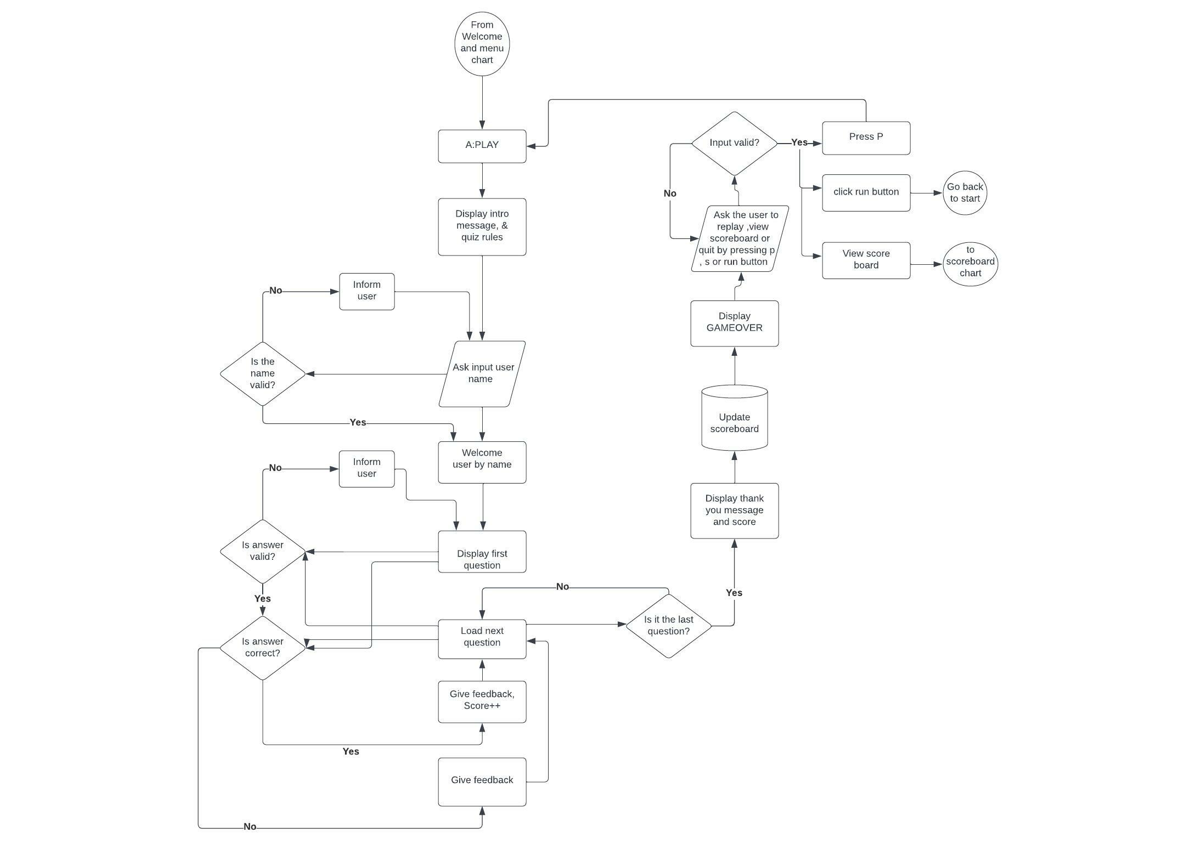 From
Welcome
and menu
chart
A:PLAY
Display intro
message, &
quiz rules
No
Inform
user
Is the
name
valid?
Ask input user
name
Yes
Welcome
user by name
No
Inform
user
Is answer
valid?
Display first
question
Yes
Is answer
correct?
Load next
question
No
Is it the last
question?
Yes
Give feedback,
Score++
Yes
Give feedback
No
Display thank
you message
and score
Update
scoreboard
Display
GAMEOVER
Ask the user to
replay ,view
scoreboard or
quit by pressing p
, s or run button
No
Input valid?
Yes
Press P
click run button
Go back
to start
View score
board
to
scoreboard
chart